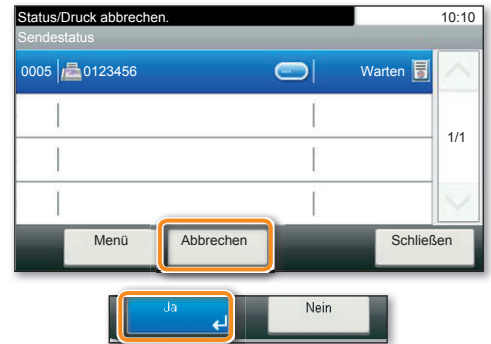 Status/Druck abbrechen. 10:10
Sendestatus
0005 0123456 Warten
1/1
Menü Abbrechen Schließen
Ja Nein